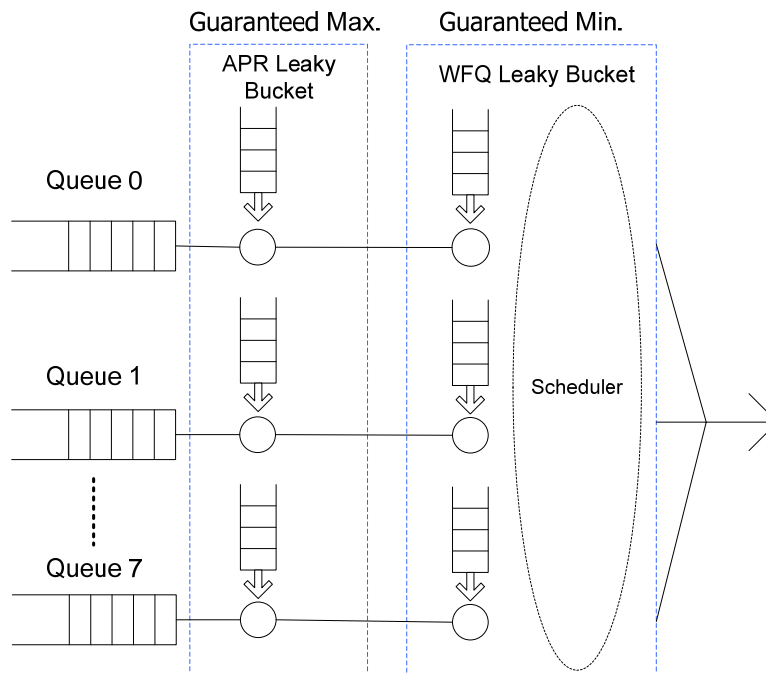 Guaranteed Max.
Guaranteed Min.
APR Leaky
Bucket
WFQ Leaky Bucket
Queue 0
Queue 1
Scheduler
Queue 7